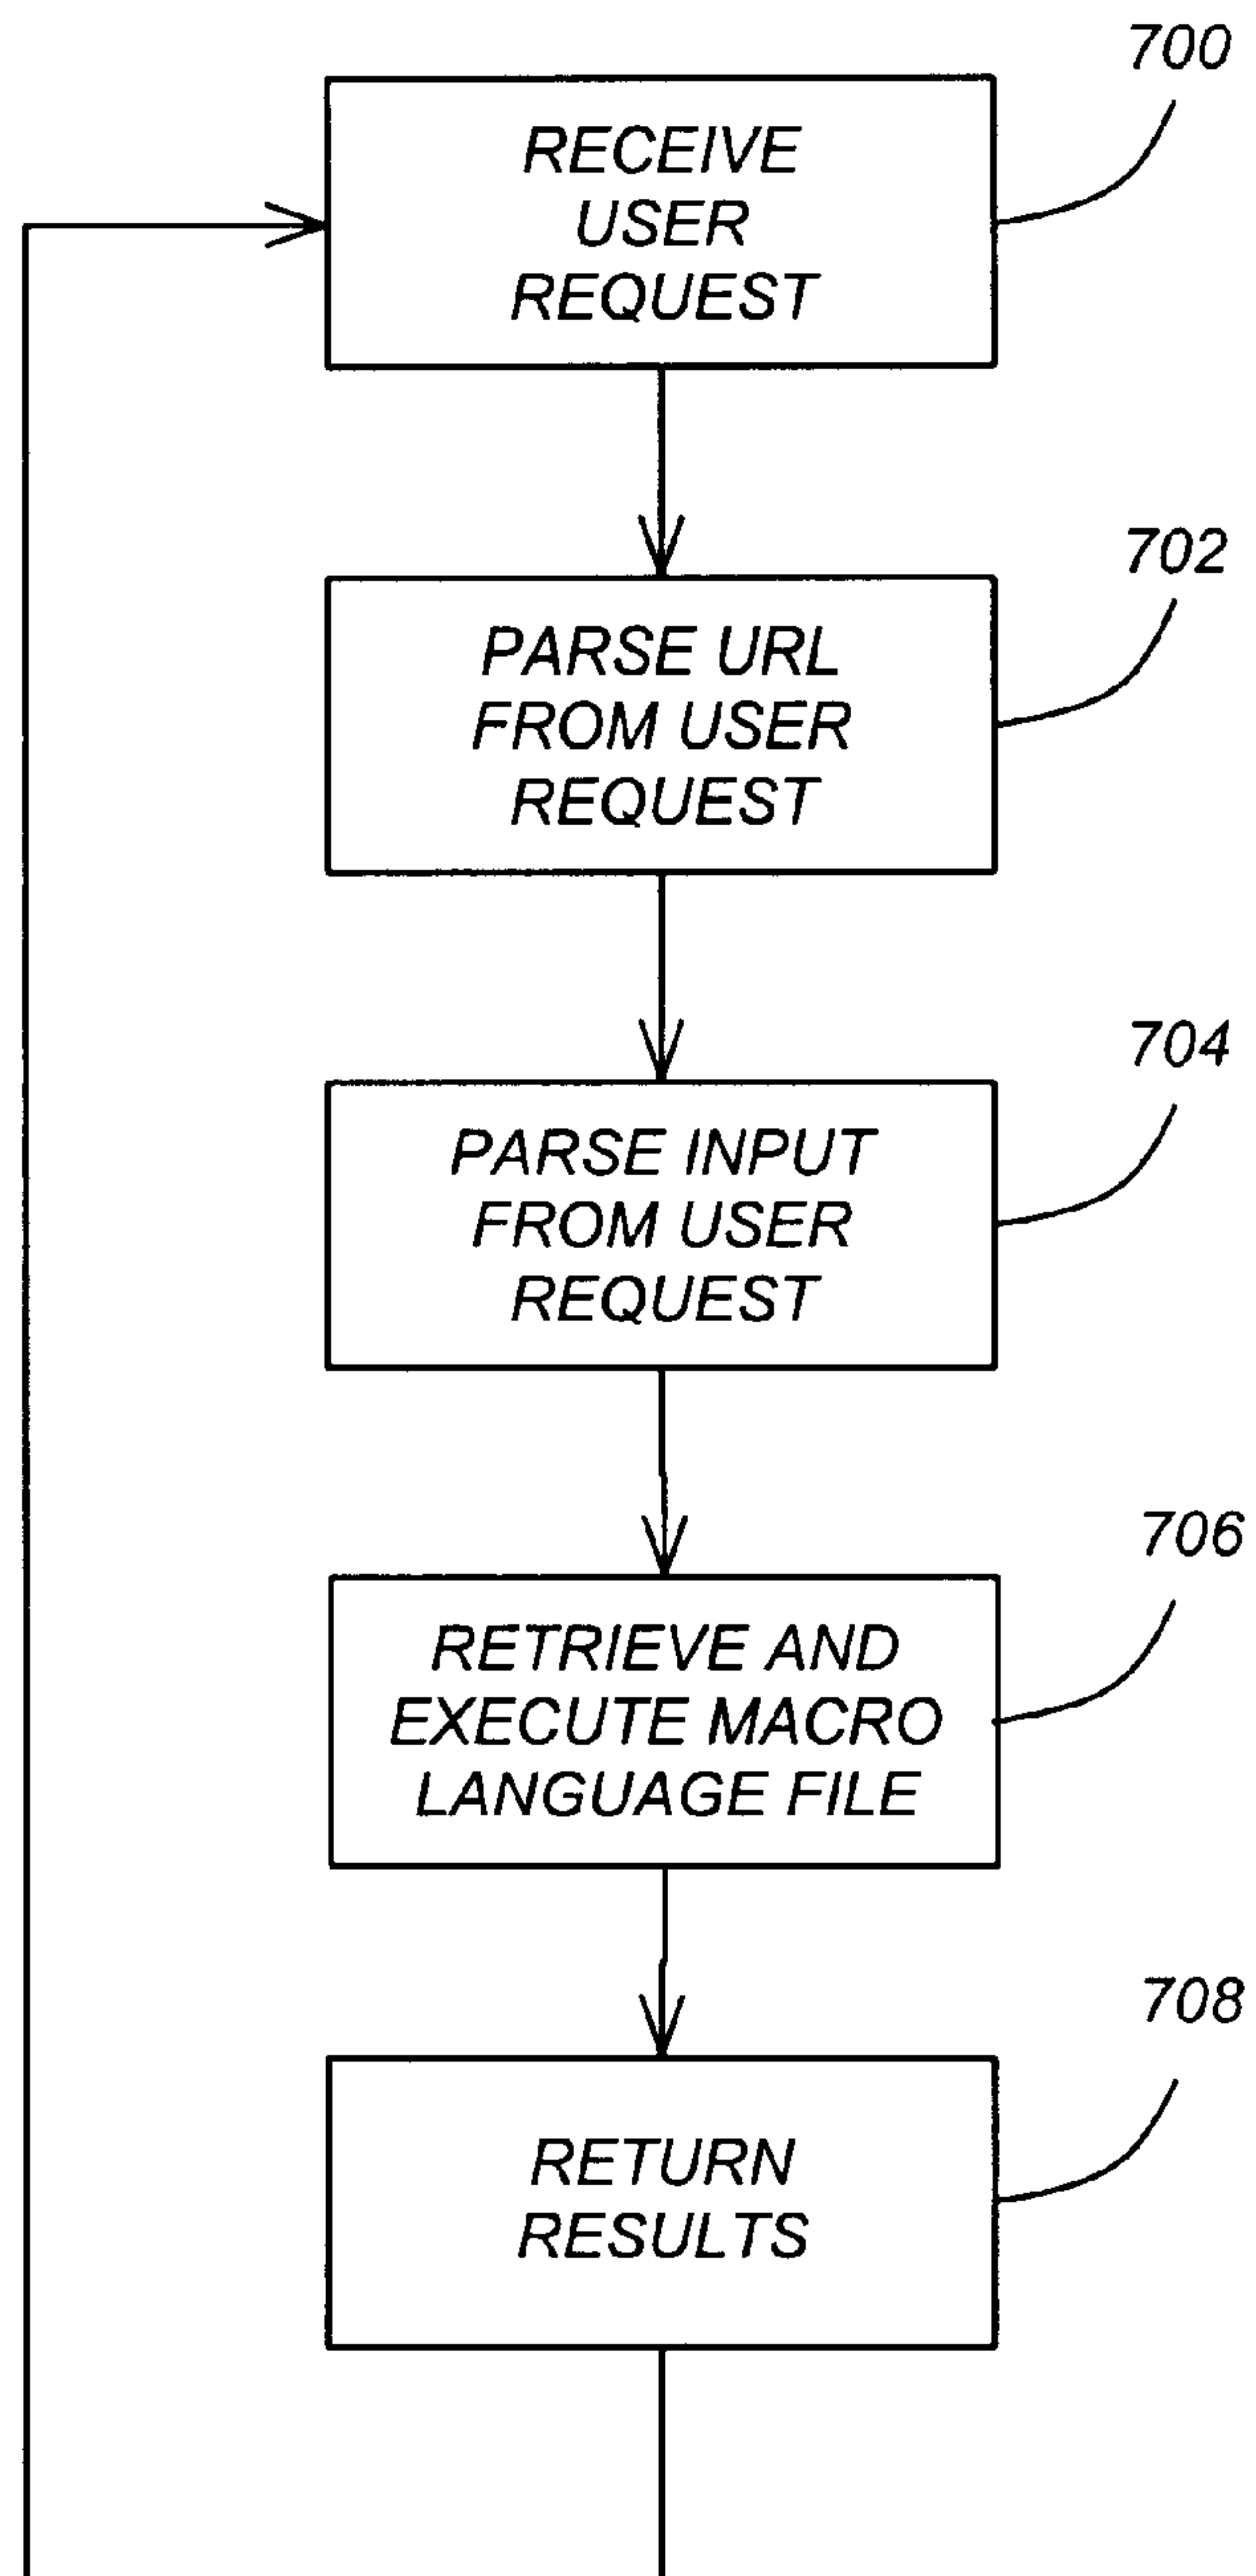 700
RECEIVE
USER
REQUEST
702
PARSE URL
FROM USER
REQUEST
704
PARSE INPUT
FROM USER
REQUEST
706
RETRIEVE AND
EXECUTE MACRO
LANGUAGE FILE
708
RETURN
RESULTS